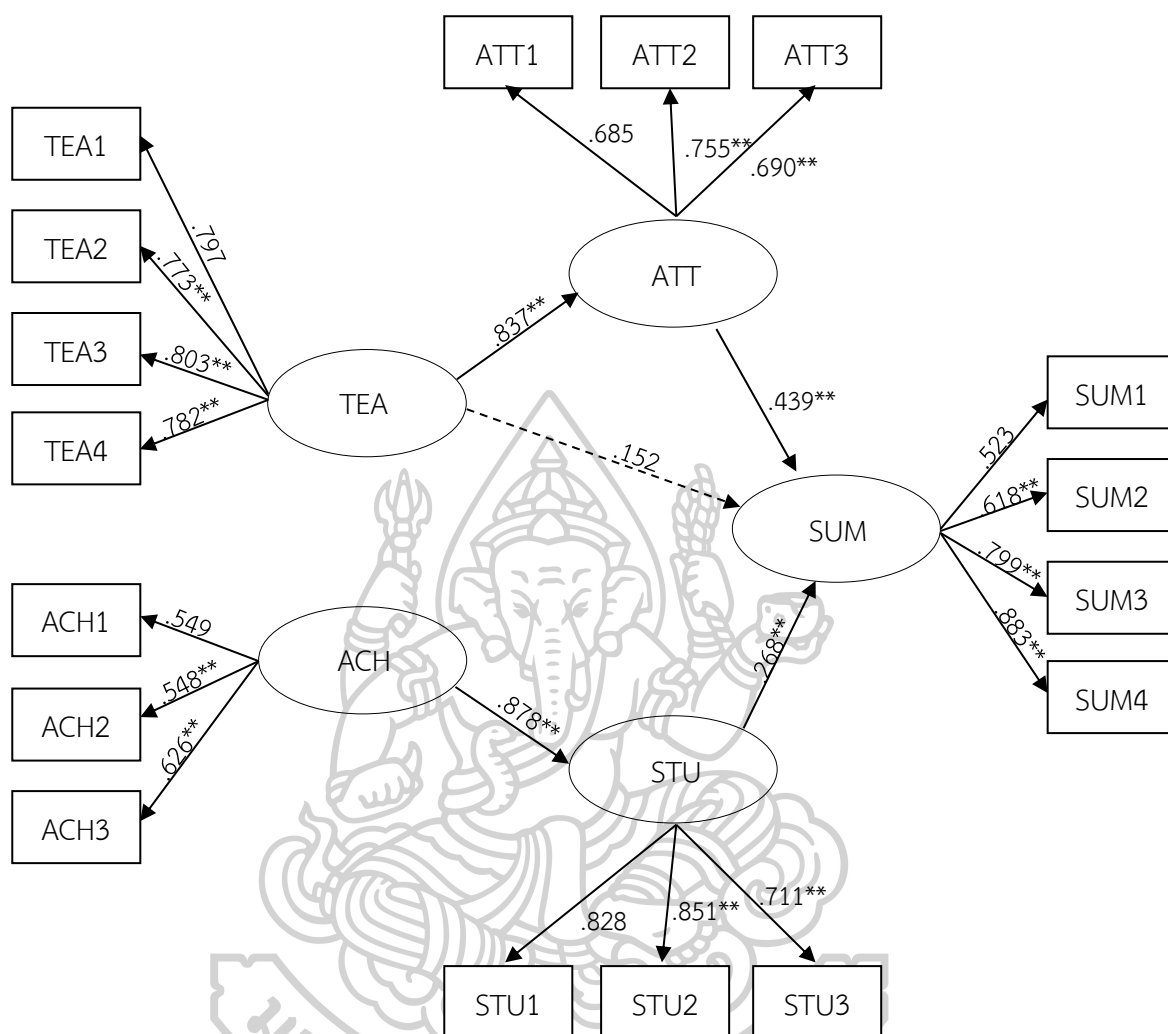 ATT1
ATT2
ATT3
.685
.755**
.690**
TEA1
TEA2
TEA3
TEA4
.797
.773**
.803**
.782**
TEA
.837**
ATT
.439**
.152
SUM
SUM1
SUM2
SUM3
SUM4
.523
.618**
.799**
.883**
ACH1
ACH2
ACH3
.549
.548**
.626**
ACH
.878**
STU
.268**
.828
.851**
.711**
STU1
STU2
STU3